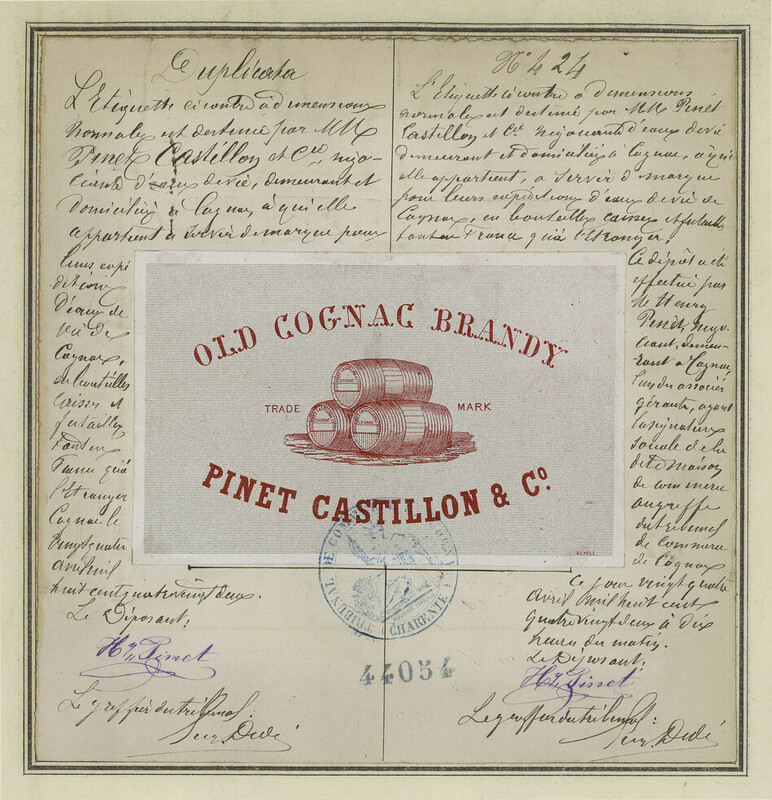 Duplicata
L'Etiquette ci contre à dimensions
normales est destinée par MM
Pinet Castillon et Cie, négo-
ciants d'eaux de vie, demeurant et
domiciliés à Cognac, à qui elle
appartient à servir de marque pour
leurs expé
ditions
d'eaux de
vie de
Cognac,
en bouteilles
caisses et
futailles
tant en
France qu'à
l'Etranger
Cognac le
vingt quatre
avril mil
huit cent quatre vingt deux.
Le Déposant,
Hry Pinet
Le greffier du tribunal:
No 424
L'Etiquette ci contre à dimensions
normales est destinée par MM Pinet
Castillon et Cie négociants d'eaux de vie
demeurant et domiciliés à Cognac, à qui
elle appartient, à servir de marque
pour leurs expéditions d'eaux de vie de
Cognac, en bouteilles caisses et futailles
tant en France qu'à l'Etranger.
Ce dépôt a été
effectué par
Mr Henry
Pinet, négo-
ciant, demeu-
rant à Cognac
l'un des associés
gérants, ayant
la signature
sociale de la
dite maison
de commerce
au greffe
du tribunal
de Commerce
de Cognac
Ce jour vingt quatre
Avril mil huit cent
quatre vingt deux à dix
heures du matin.
Le Déposant,
Hry Pinet
Le greffier du tribunal:
OLD COGNAC BRANDY
TRADE MARK
PINET CASTILLON & Co.
TRIBUNAL DE COM
CHARENTE
44054